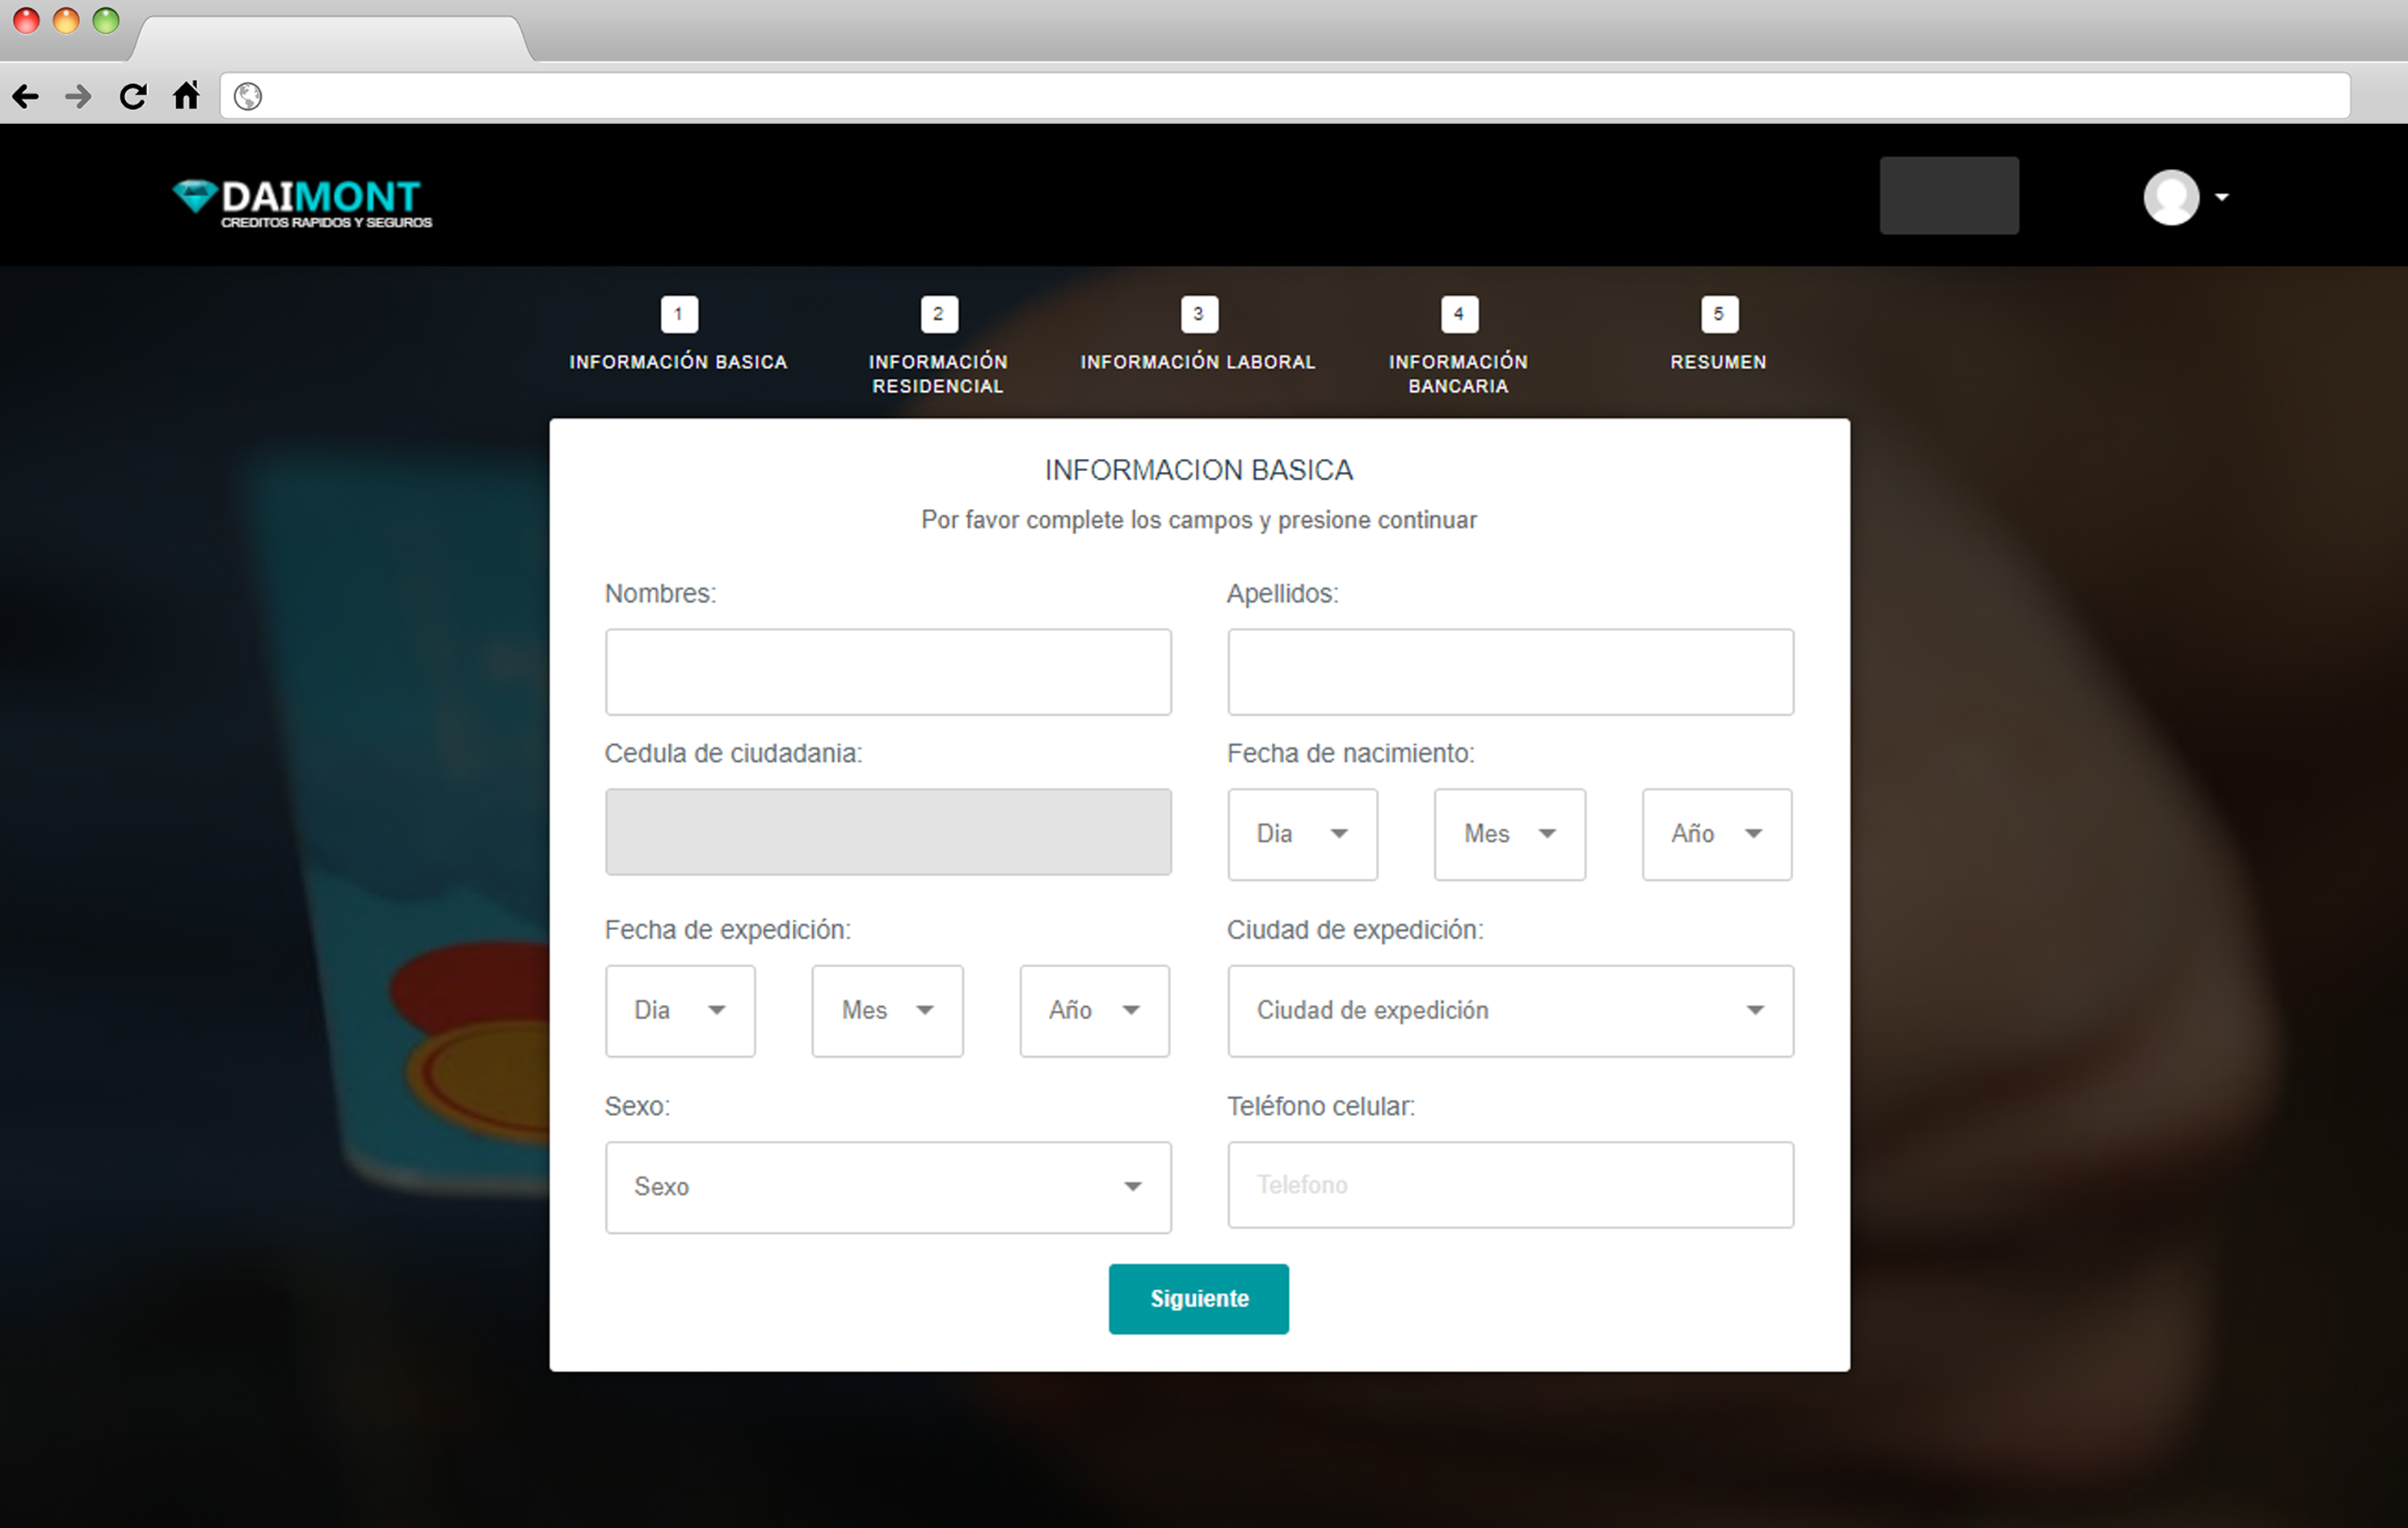 DAIMONT
CREDITOS RAPIDOS Y SEGUROS
1
INFORMACIÓN BASICA
2
INFORMACIÓN
RESIDENCIAL
3
INFORMACIÓN LABORAL
4
INFORMACIÓN
BANCARIA
5
RESUMEN
INFORMACION BASICA
Por favor complete los campos y presione continuar
Nombres:
Apellidos:
Cedula de ciudadania:
Fecha de nacimiento:
Dia
Mes
Año
Fecha de expedición:
Ciudad de expedición:
Dia
Mes
Año
Ciudad de expedición
Sexo:
Teléfono celular:
Sexo
Telefono
Siguiente